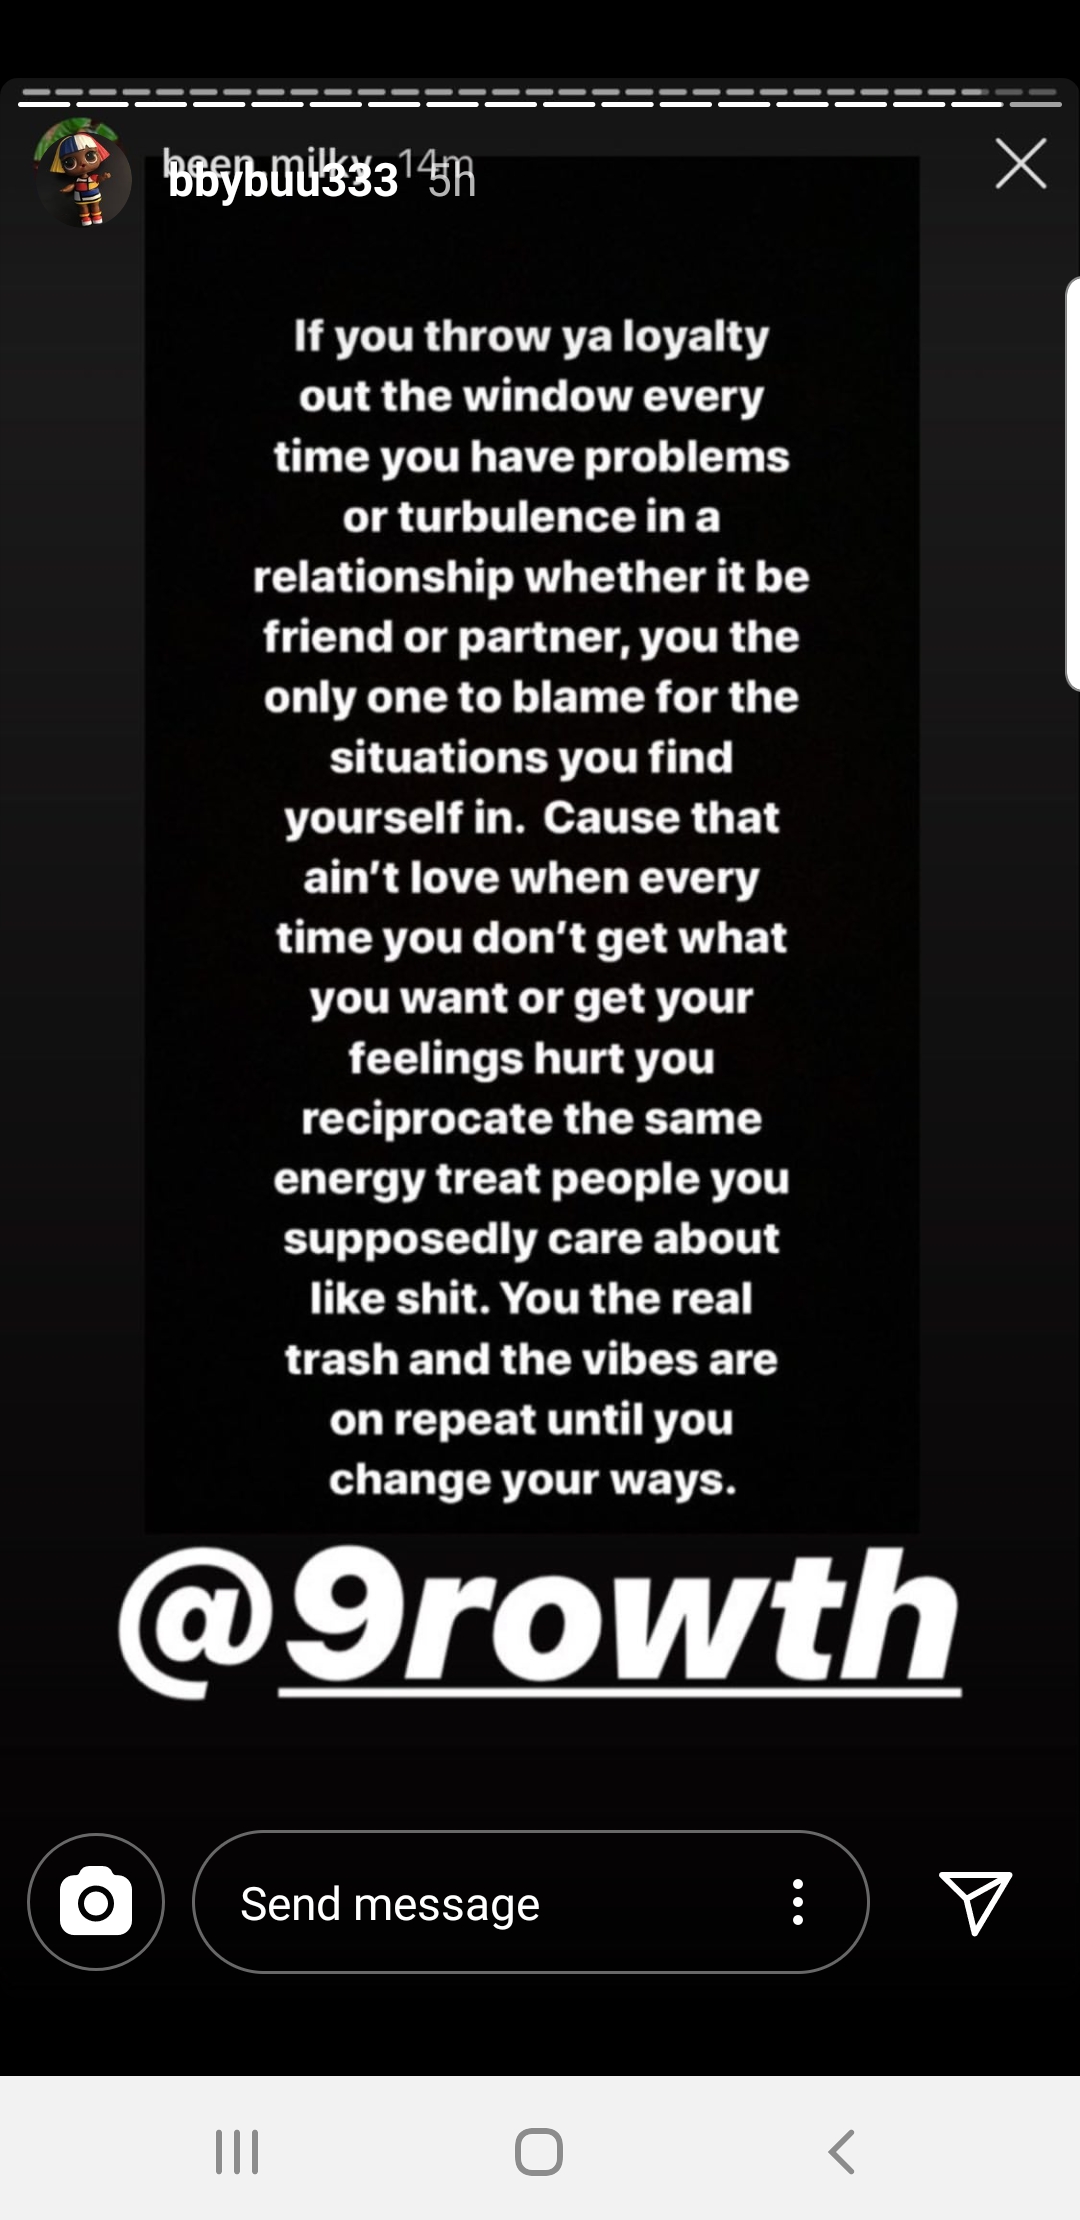 been_milky 14m
bbybuu333 5h
If you throw ya loyalty
out the window every
time you have problems
or turbulence in a
relationship whether it be
friend or partner, you the
only one to blame for the
situations you find
yourself in.  Cause that
ain’t love when every
time you don’t get what
you want or get your
feelings hurt you
reciprocate the same
energy treat people you
supposedly care about
like shit. You the real
trash and the vibes are
on repeat until you
change your ways.
@9rowth
Send message